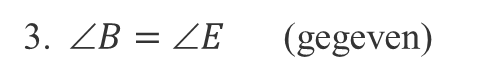 3. ∠B = ∠E (gegeven)